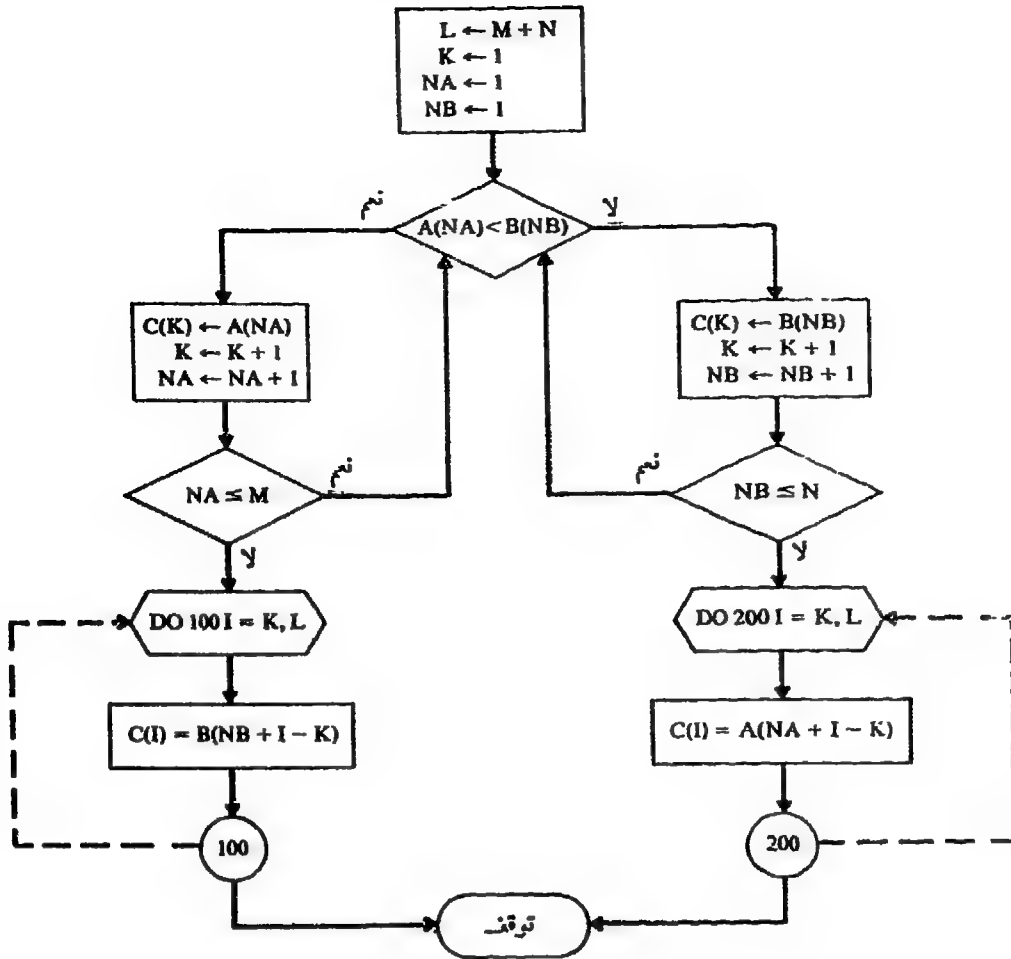 L ← M + N
K ← 1
NA ← 1
NB ← 1
نعم
A(NA) < B(NB)
لا
C(K) ← A(NA)
K ← K + 1
NA ← NA + 1
C(K) ← B(NB)
K ← K + 1
NB ← NB + 1
NA ≤ M
نعم
لا
نعم
NB ≤ N
لا
DO 100 I = K, L
DO 200 I = K, L
C(I) = B(NB + I - K)
C(I) = A(NA + I - K)
100
200
توقف